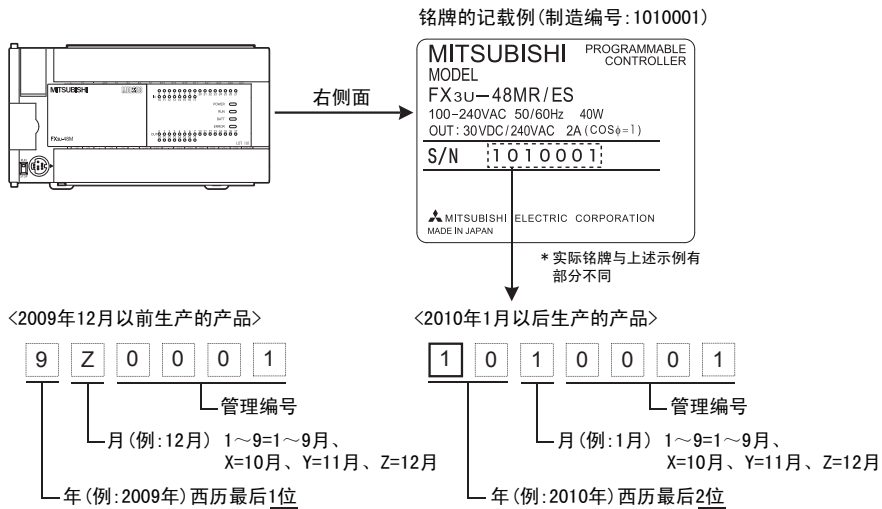 铭牌的记载例(制造编号:1010001)
MITSUBISHI
POWER
RUN
BATT
ERROR
FX3U-48M
右侧面
MITSUBISHI PROGRAMMABLE CONTROLLER
MODEL
FX3U-48MR/ES
100-240VAC 50/60Hz 40W
OUT: 30VDC/240VAC 2A (COSφ=1)
S/N 1010001
MITSUBISHI ELECTRIC CORPORATION
MADE IN JAPAN
*实际铭牌与上述示例有
部分不同
<2009年12月以前生产的产品>
9 Z 0 0 0 1
管理编号
月(例:12月) 1～9=1～9月、
X=10月、Y=11月、Z=12月
年(例:2009年)西历最后1位
<2010年1月以后生产的产品>
1 0 1 0 0 0 1
管理编号
月(例:1月) 1～9=1～9月、
X=10月、Y=11月、Z=12月
年(例:2010年)西历最后2位